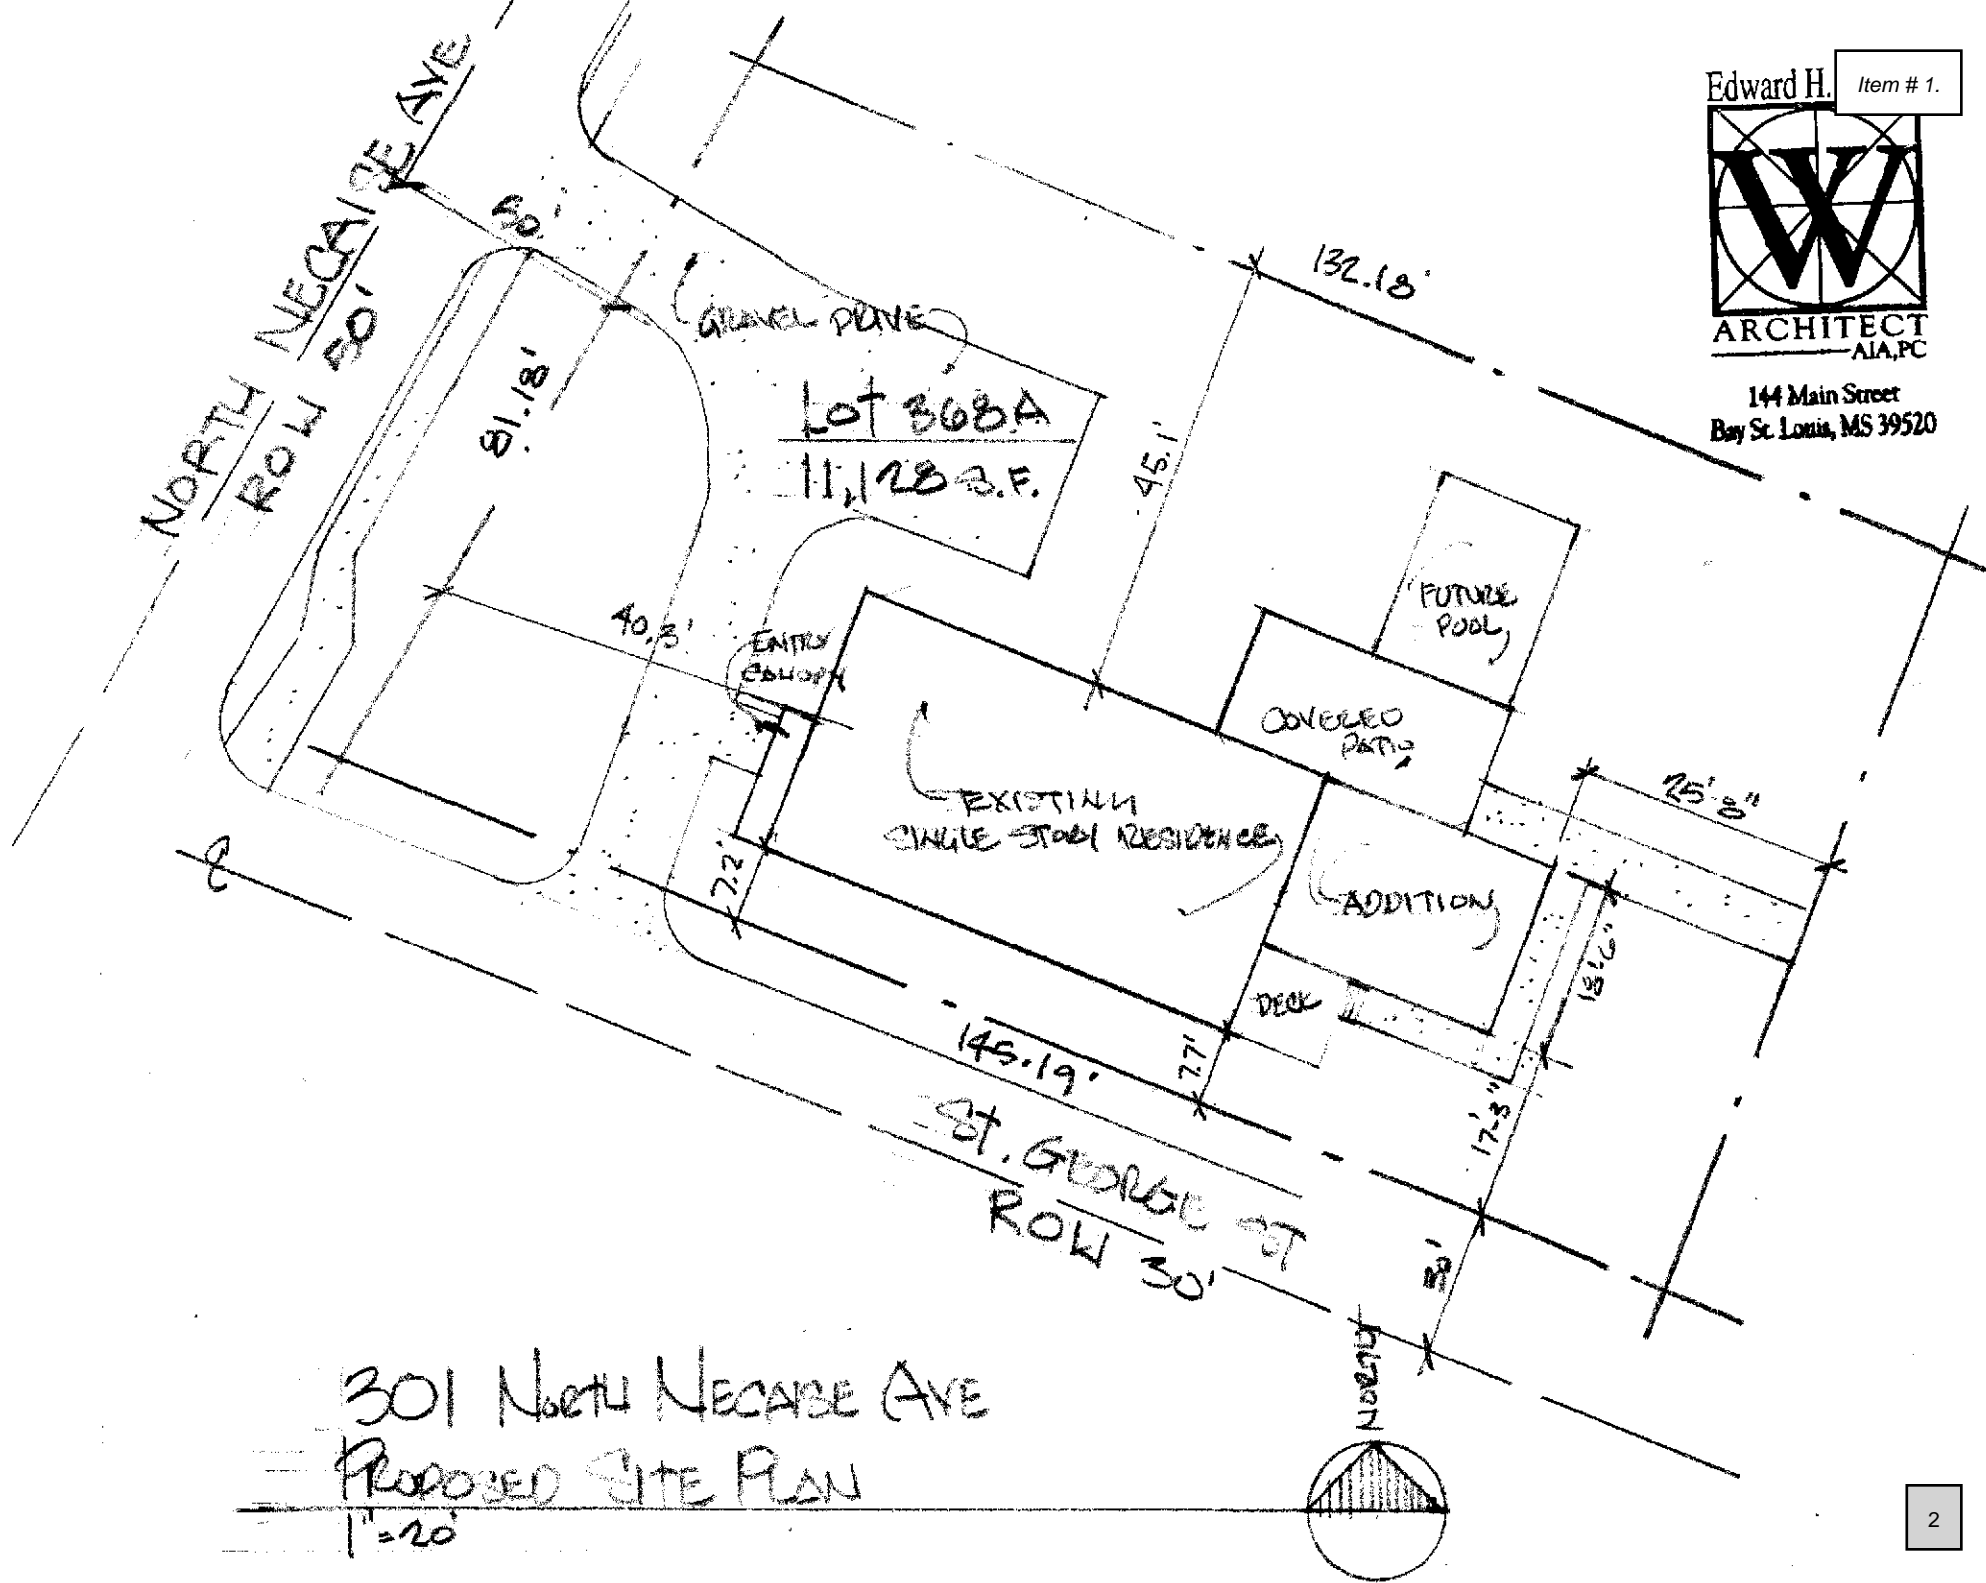 NORTH NECAISE AVE
ROW 50'
50'
81.18'
GRAVEL DRIVE
LOT 368A
11,128 S.F.
132.18'
45.1'
40.3'
ENTRY
CANOPY
FUTURE
POOL
COVERED
PATIO
EXISTING
SINGLE STORY RESIDENCE
ADDITION
25'-8"
7.2'
DECK
18'-6"
7.7'
17'-3"
145.19'
ST. GEORGE ST
ROW 30'
30'
NORTH
301 NORTH NECAISE AVE
PROPOSED SITE PLAN
1"=20'
Edward H.
Item # 1.
W
ARCHITECT
AIA,PC
144 Main Street
Bay St. Louis, MS 39520
2